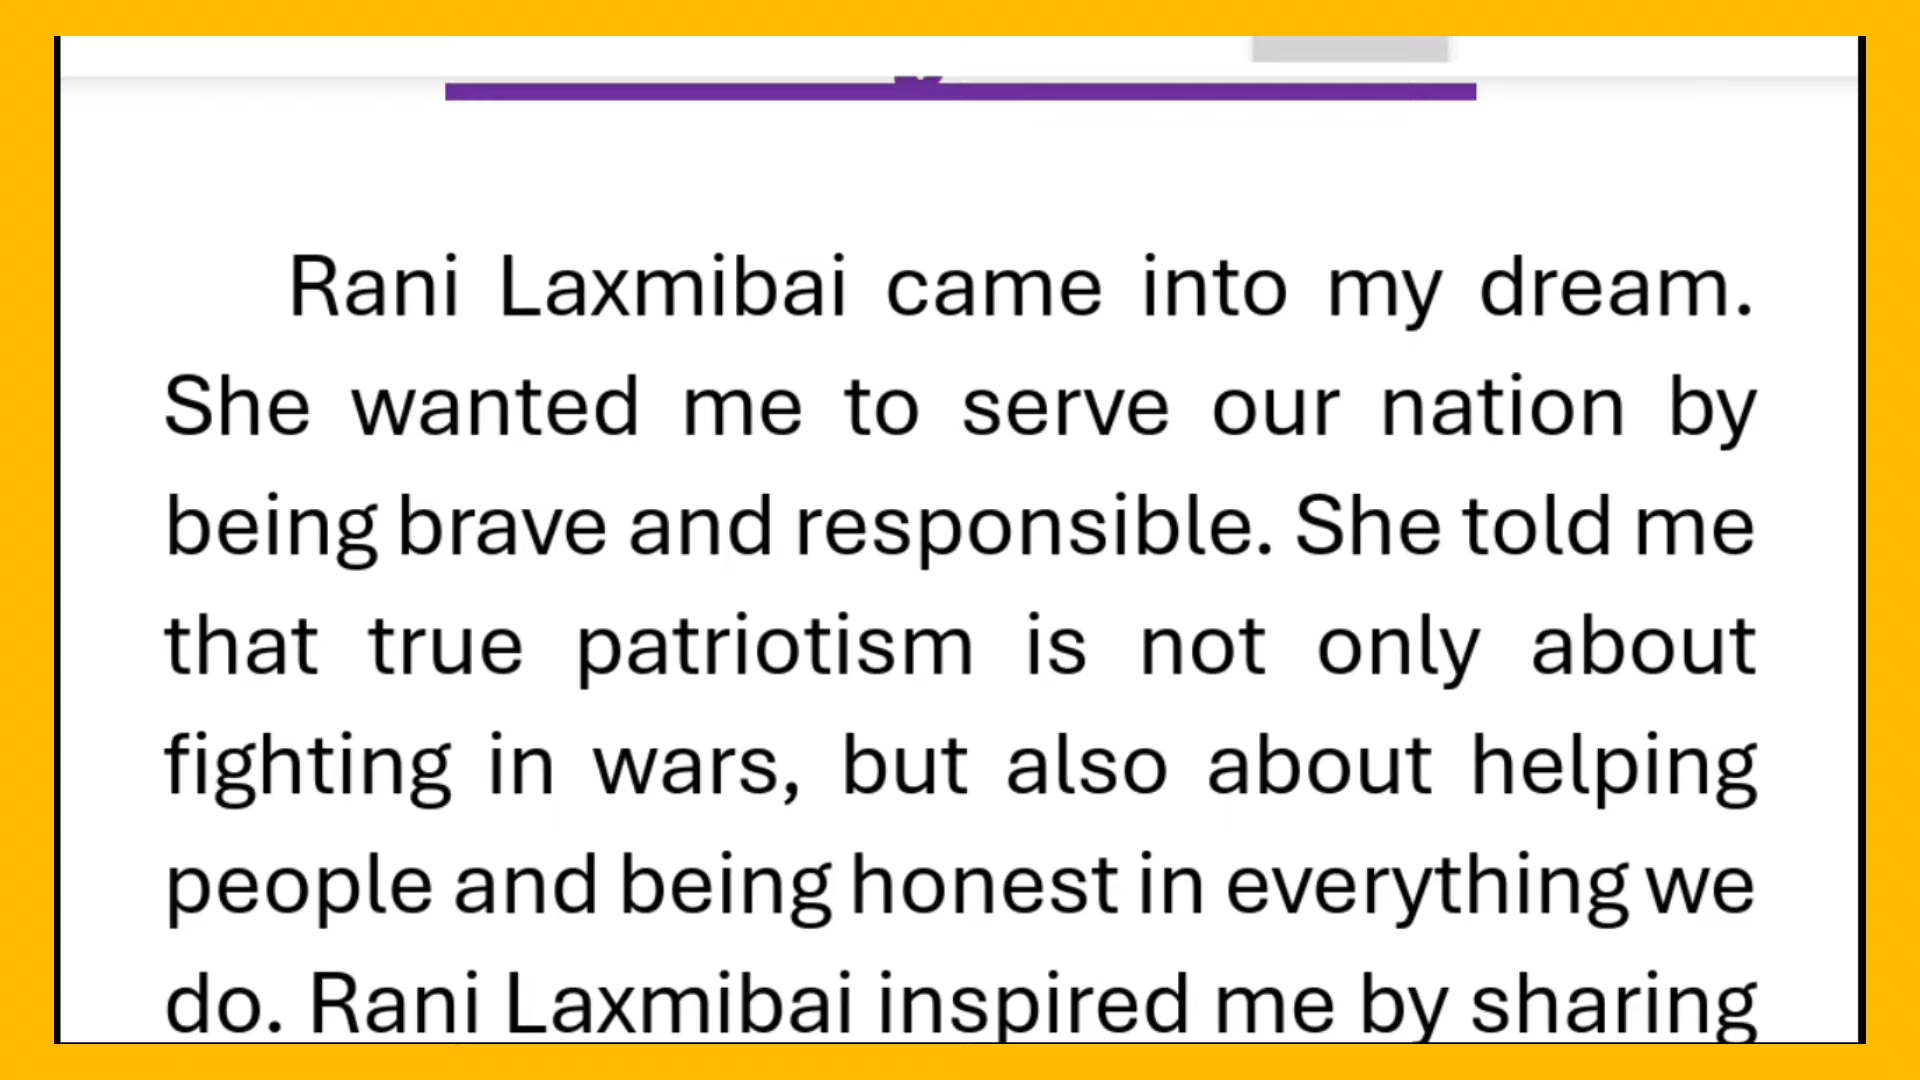 Rani Laxmibai came into my dream.
She wanted me to serve our nation by
being brave and responsible. She told me
that true patriotism is not only about
fighting in wars, but also about helping
people and being honest in everything we
do. Rani Laxmibai inspired me by sharing